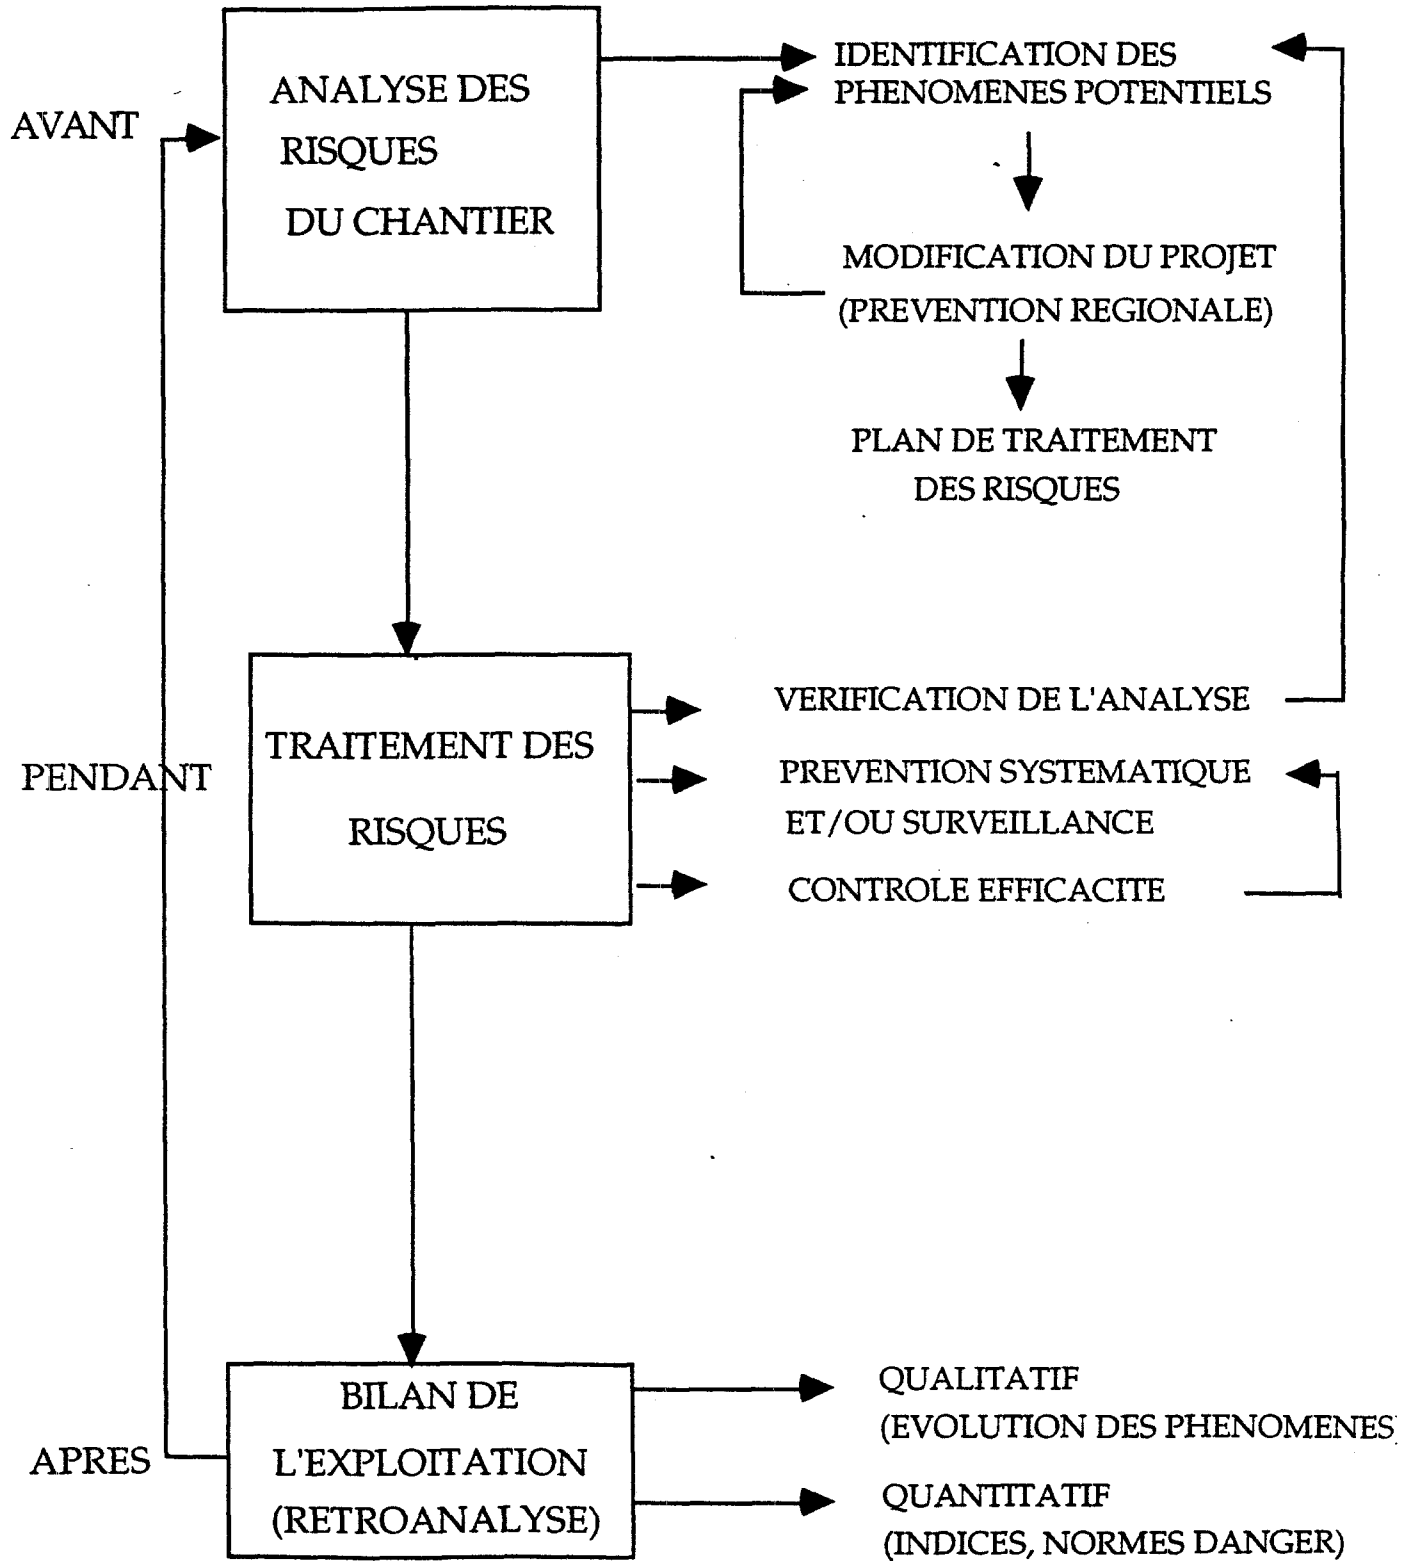 AVANT
ANALYSE DES
RISQUES
DU CHANTIER
IDENTIFICATION DES
PHENOMENES POTENTIELS
MODIFICATION DU PROJET
(PREVENTION REGIONALE)
PLAN DE TRAITEMENT
DES RISQUES
PENDANT
TRAITEMENT DES
RISQUES
VERIFICATION DE L'ANALYSE
PREVENTION SYSTEMATIQUE
ET/OU SURVEILLANCE
CONTROLE EFFICACITE
APRES
BILAN DE
L'EXPLOITATION
(RETROANALYSE)
QUALITATIF
(EVOLUTION DES PHENOMENES
QUANTITATIF
(INDICES, NORMES DANGER)